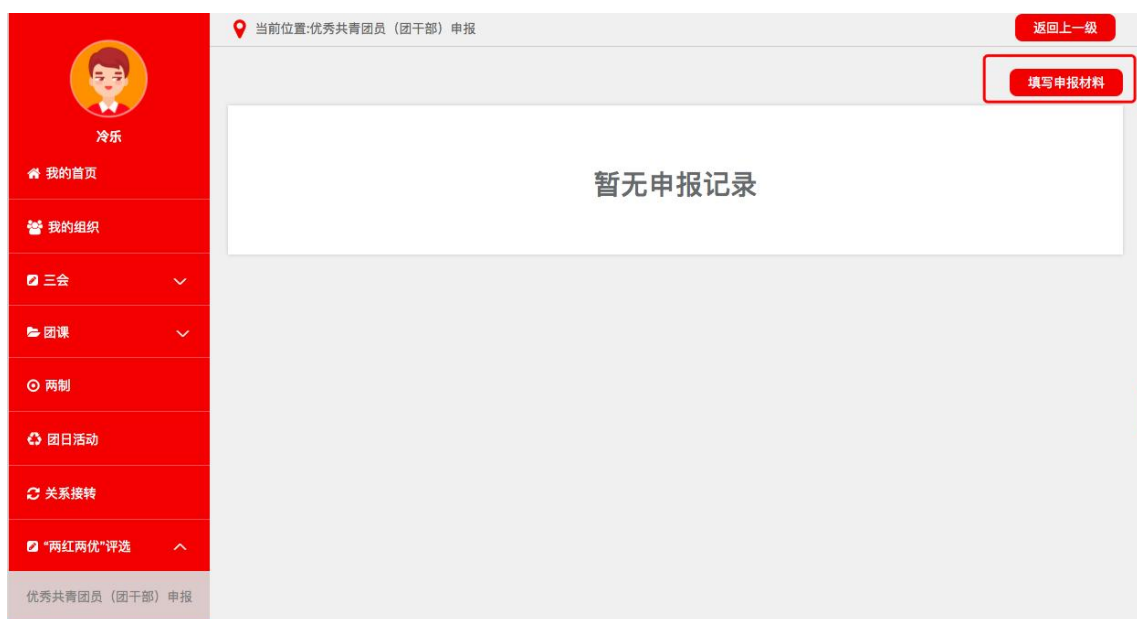 当前位置:优秀共青团员（团干部）申报
返回上一级
填写申报材料
冷乐
我的首页
我的组织
三会
团课
两制
团日活动
关系接转
“两红两优”评选
优秀共青团员（团干部）申报
暂无申报记录